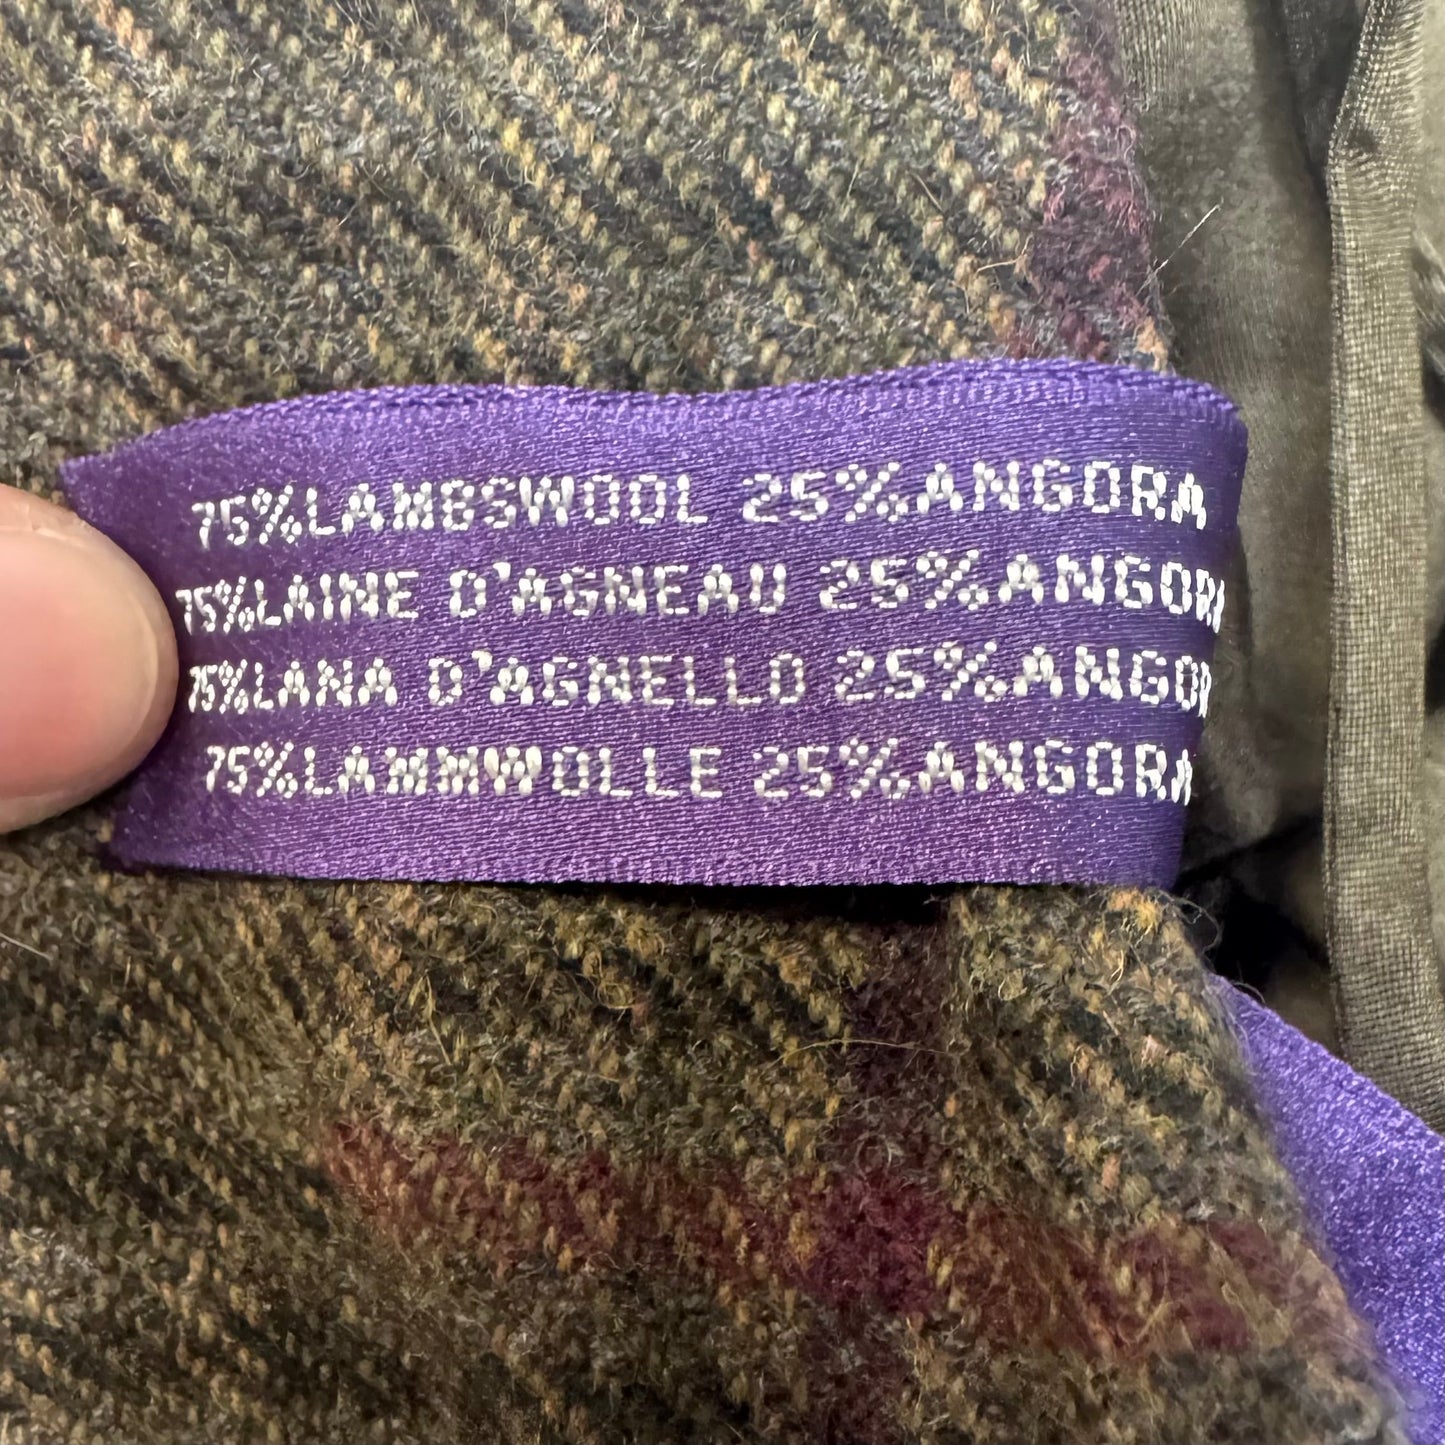 75%LAMBSWOOL 25%ANGORA
75%LAINE D'AGNEAU 25%ANGORA
75%LANA D'AGNELLO 25%ANGORA
75%LAMMWOLLE 25%ANGORA